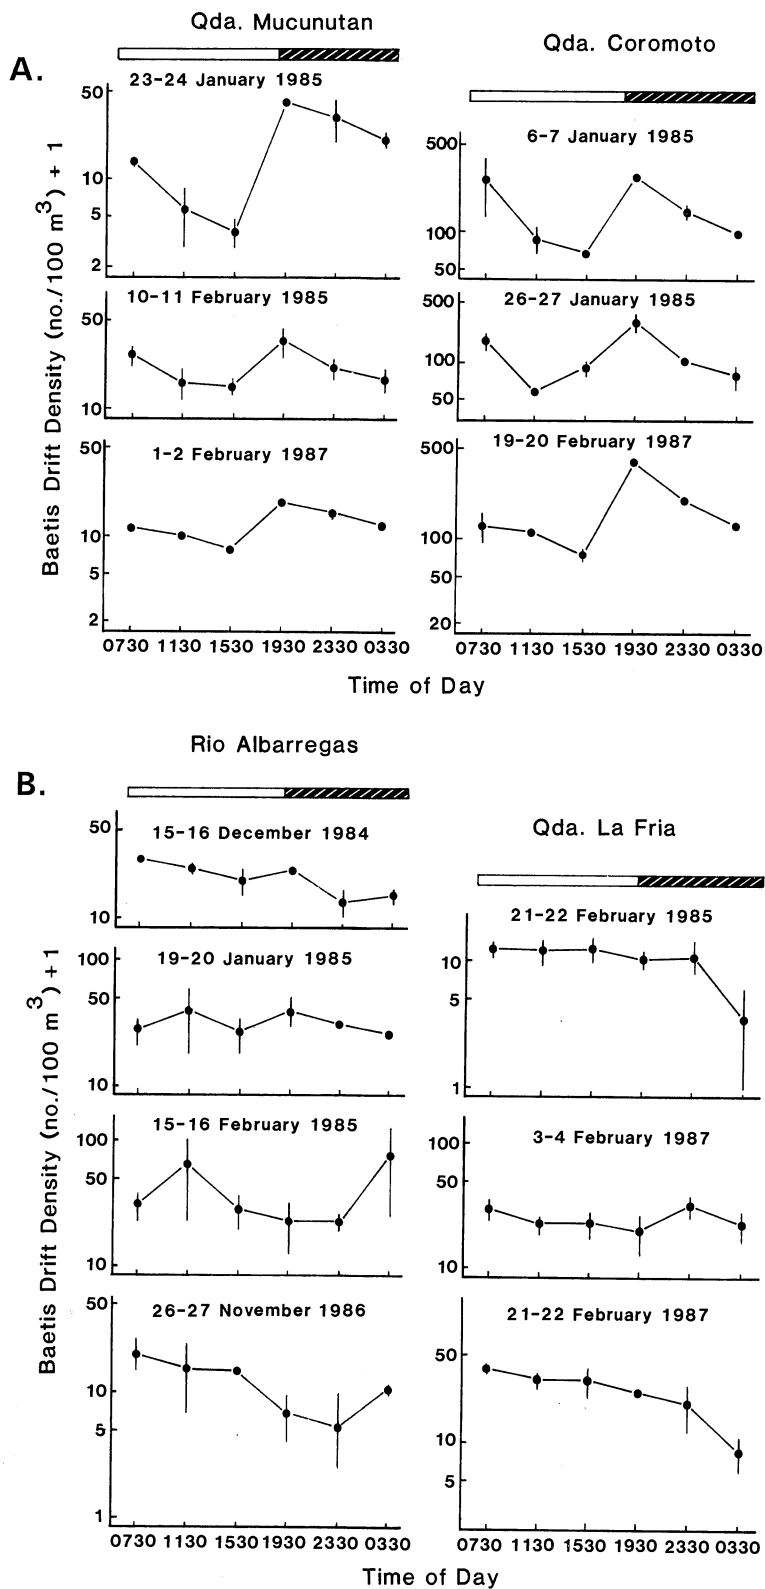 Qda. Mucunutan
Qda. Coromoto
A.
23-24 January 1985
50
10
5
2
6-7 January 1985
500
100
50
10-11 February 1985
50
10
26-27 January 1985
500
100
50
1-2 February 1987
50
10
5
2
19-20 February 1987
500
100
50
20
Baetis Drift Density (no./100 m3) + 1
0730 1130 1530 1930 2330 0330
0730 1130 1530 1930 2330 0330
Time of Day
Rio Albarregas
B.
Qda. La Fria
15-16 December 1984
50
10
21-22 February 1985
10
5
1
19-20 January 1985
100
50
10
15-16 February 1985
100
50
10
3-4 February 1987
100
50
10
26-27 November 1986
50
10
5
1
21-22 February 1987
50
10
5
Baetis Drift Density (no./100 m3) + 1
0730 1130 1530 1930 2330 0330
0730 1130 1530 1930 2330 0330
Time of Day